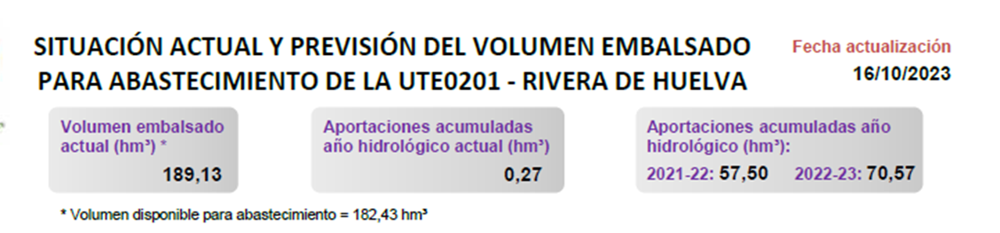 SITUACIÓN ACTUAL Y PREVISIÓN DEL VOLUMEN EMBALSADO
PARA ABASTECIMIENTO DE LA UTE0201 - RIVERA DE HUELVA
Fecha actualización
16/10/2023
Volumen embalsado
actual (hm³) *
189,13
Aportaciones acumuladas
año hidrológico actual (hm³)
0,27
Aportaciones acumuladas año
hidrológico (hm³):
2021-22: 57,50 2022-23: 70,57
* Volumen disponible para abastecimiento = 182,43 hm³